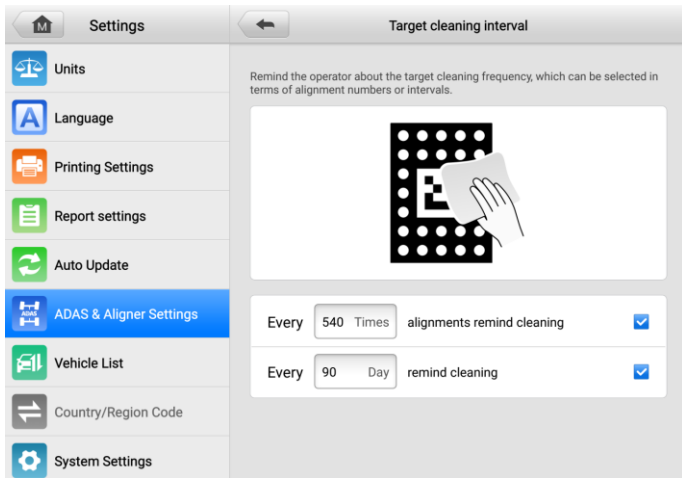 M
Settings
Target cleaning interval
Units
Language
Printing Settings
Report settings
Auto Update
ADAS
ADAS & Aligner Settings
Vehicle List
Country/Region Code
System Settings
Remind the operator about the target cleaning frequency, which can be selected in
terms of alignment numbers or intervals.
Every 540 Times alignments remind cleaning
Every 90 Day remind cleaning